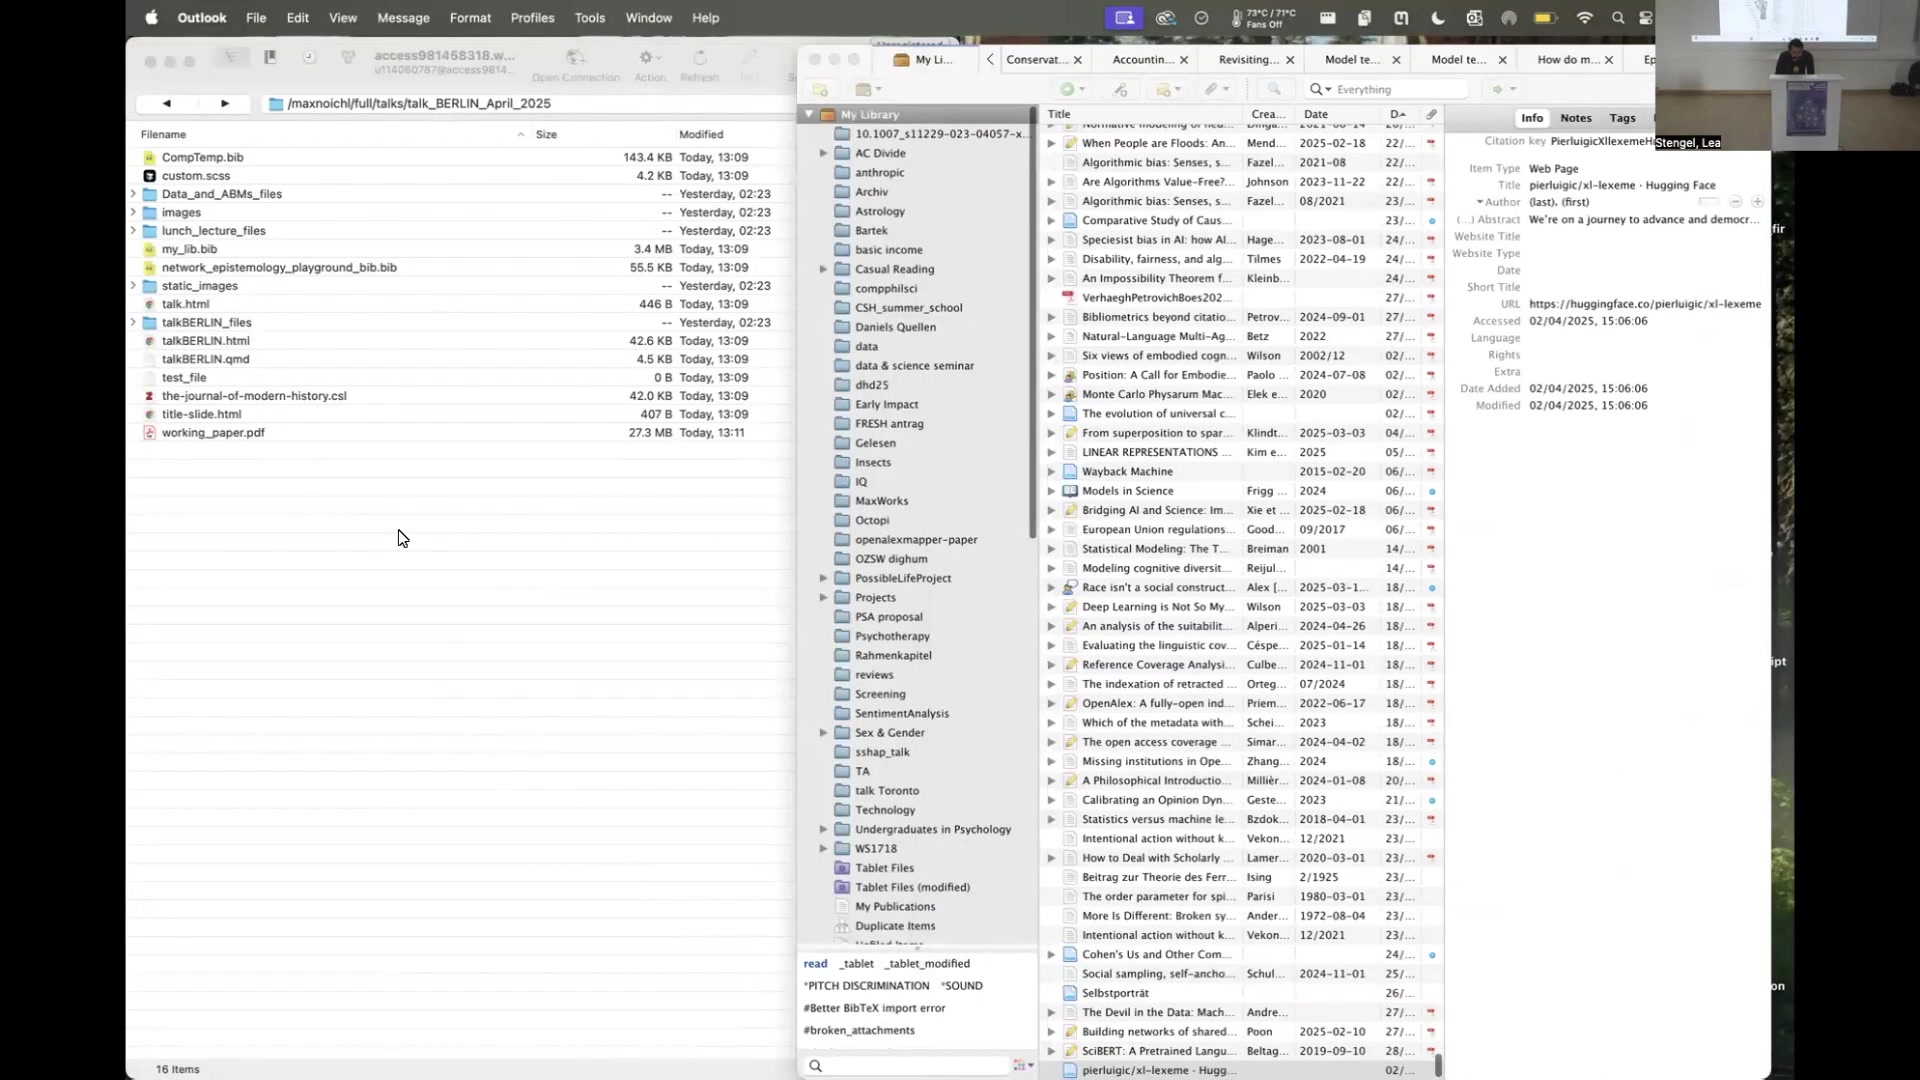 Outlook File Edit View Message Format Profiles Tools Window Help
73°C / 71°C
Fans Off
access981458318.w...
u114060787@access9814...
Open Connection Action Refresh
/maxnoichl/full/talks/talk_BERLIN_April_2025
Filename Size Modified
CompTemp.bib 143.4 KB Today, 13:09
custom.scss 4.2 KB Today, 13:09
Data_and_ABMs_files -- Yesterday, 02:23
images -- Yesterday, 02:23
lunch_lecture_files -- Yesterday, 02:23
my_lib.bib 3.4 MB Today, 13:09
network_epistemology_playground_bib.bib 55.5 KB Today, 13:09
static_images -- Yesterday, 02:23
talk.html 446 B Today, 13:09
talkBERLIN_files -- Yesterday, 02:23
talkBERLIN.html 42.6 KB Today, 13:09
talkBERLIN.qmd 4.5 KB Today, 13:09
test_file 0 B Today, 13:09
the-journal-of-modern-history.csl 42.0 KB Today, 13:09
title-slide.html 407 B Today, 13:09
working_paper.pdf 27.3 MB Today, 13:11
16 Items
My Li... Conservat... Accountin... Revisiting... Model te... Model te... How do m... Ep
Everything
My Library
10.1007_s11229-023-04057-x...
AC Divide
anthropic
Archiv
Astrology
Bartek
basic income
Casual Reading
compphilsci
CSH_summer_school
Daniels Quellen
data
data & science seminar
dhd25
Early Impact
FRESH antrag
Gelesen
Insects
IQ
MaxWorks
Octopi
openalexmapper-paper
OZSW dighum
PossibleLifeProject
Projects
PSA proposal
Psychotherapy
Rahmenkapitel
reviews
Screening
SentimentAnalysis
Sex & Gender
sshap_talk
TA
talk Toronto
Technology
Undergraduates in Psychology
WS1718
Tablet Files
Tablet Files (modified)
My Publications
Duplicate Items
Unfiled Items
read _tablet _tablet_modified
*PITCH DISCRIMINATION *SOUND
#Better BibTeX import error
#broken_attachments
Title Crea... Date D
Normative modeling of neu... Dinga... 2021-06-14 20/...
When People are Floods: An... Mend... 2025-02-18 22/...
Algorithmic bias: Senses, s... Fazel... 2021-08 22/...
Are Algorithms Value-Free?... Johnson 2023-11-22 22/...
Algorithmic bias: Senses, s... Fazel... 08/2021 23/...
Comparative Study of Caus... 23/...
Speciesist bias in AI: how AI... Hage... 2023-08-01 24/...
Disability, fairness, and alg... Tilmes 2022-04-19 24/...
An Impossibility Theorem f... Kleinb... 24/...
VerhaeghPetrovichBoes202... 27/...
Bibliometrics beyond citatio... Petrov... 2024-09-01 27/...
Natural-Language Multi-Ag... Betz 2022 27/...
Six views of embodied cogn... Wilson 2002/12 02/...
Position: A Call for Embodie... Paolo ... 2024-07-08 02/...
Monte Carlo Physarum Mac... Elek e... 2020 02/...
The evolution of universal c... 02/...
From superposition to spar... Klindt... 2025-03-03 04/...
LINEAR REPRESENTATIONS ... Kim e... 2025 05/...
Wayback Machine 2015-02-20 06/...
Models in Science Frigg ... 2024 06/...
Bridging AI and Science: Im... Xie et ... 2025-02-18 06/...
European Union regulations... Good... 09/2017 06/...
Statistical Modeling: The T... Breiman 2001 14/...
Modeling cognitive diversit... Reijul... 14/...
Race isn't a social construct... Alex [... 2025-03-1... 18/...
Deep Learning is Not So My... Wilson 2025-03-03 18/...
An analysis of the suitabilit... Alperi... 2024-04-26 18/...
Evaluating the linguistic cov... Céspe... 2025-01-14 18/...
Reference Coverage Analysi... Culbe... 2024-11-01 18/...
The indexation of retracted ... Orteg... 07/2024 18/...
OpenAlex: A fully-open ind... Priem... 2022-06-17 18/...
Which of the metadata with... Schei... 2023 18/...
The open access coverage ... Simar... 2024-04-02 18/...
Missing institutions in Ope... Zhang... 2024 18/...
A Philosophical Introductio... Millièr... 2024-01-08 20/...
Calibrating an Opinion Dyn... Geste... 2023 21/...
Statistics versus machine le... Bzdok... 2018-04-01 23/...
Intentional action without k... Vekon... 12/2021 23/...
How to Deal with Scholarly ... Lamer... 2020-03-01 23/...
Beitrag zur Theorie des Ferr... Ising 2/1925 23/...
The order parameter for spi... Parisi 1980-03-01 23/...
More Is Different: Broken sy... Ander... 1972-08-04 23/...
Intentional action without k... Vekon... 12/2021 23/...
Cohen's Us and Other Com... 24/...
Social sampling, self-ancho... Schul... 2024-11-01 25/...
Selbstporträt 26/...
The Devil in the Data: Mach... Andre... 27/...
Building networks of shared... Poon 2025-02-10 27/...
SciBERT: A Pretrained Langu... Beltag... 2019-09-10 28/...
pierluigic/xl-lexeme · Hugg... 02/...
Info Notes Tags
Citation key PierluigicXllexemeH
Item Type Web Page
Title pierluigic/xl-lexeme · Hugging Face
Author (last), (first)
(...) Abstract We're on a journey to advance and democr...
Website Title
Website Type
Date
Short Title
URL https://huggingface.co/pierluigic/xl-lexeme
Accessed 02/04/2025, 15:06:06
Language
Rights
Extra
Date Added 02/04/2025, 15:06:06
Modified 02/04/2025, 15:06:06
Stengel, Lea
fir
ipt
on